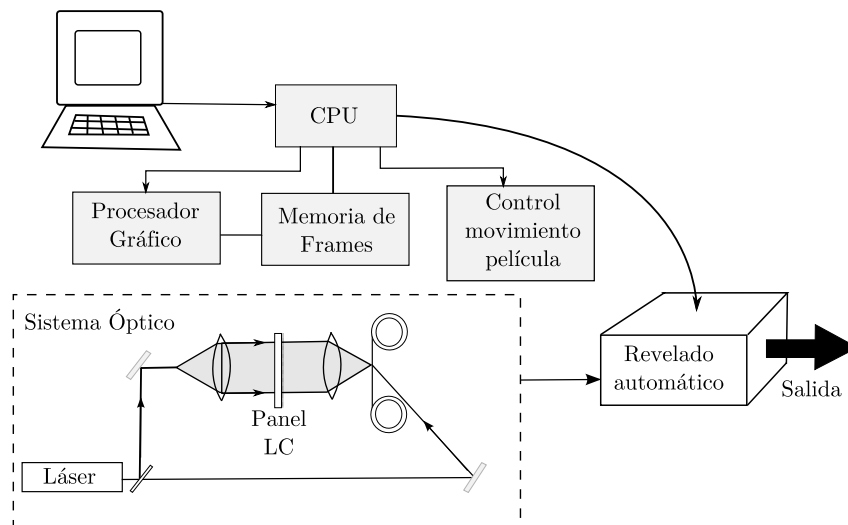 CPU
Procesador
Gráfico
Memoria de
Frames
Control
movimiento
película
Sistema Óptico
Panel
LC
Láser
Revelado
automático
Salida